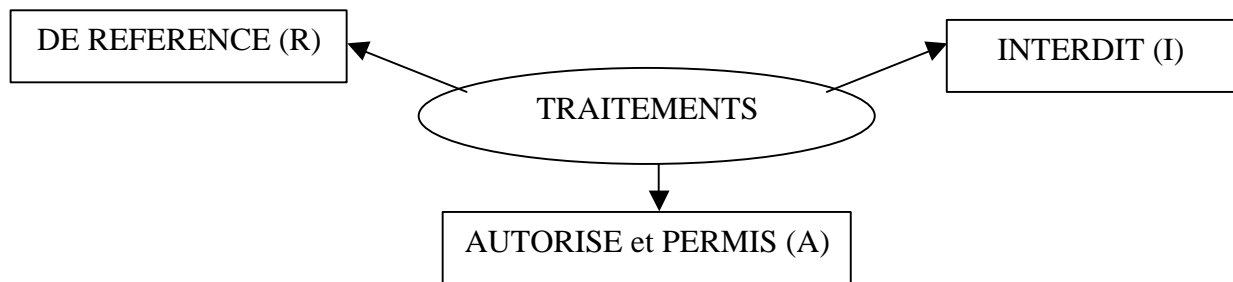 DE REFERENCE (R)
INTERDIT (I)
TRAITEMENTS
AUTORISE et PERMIS (A)